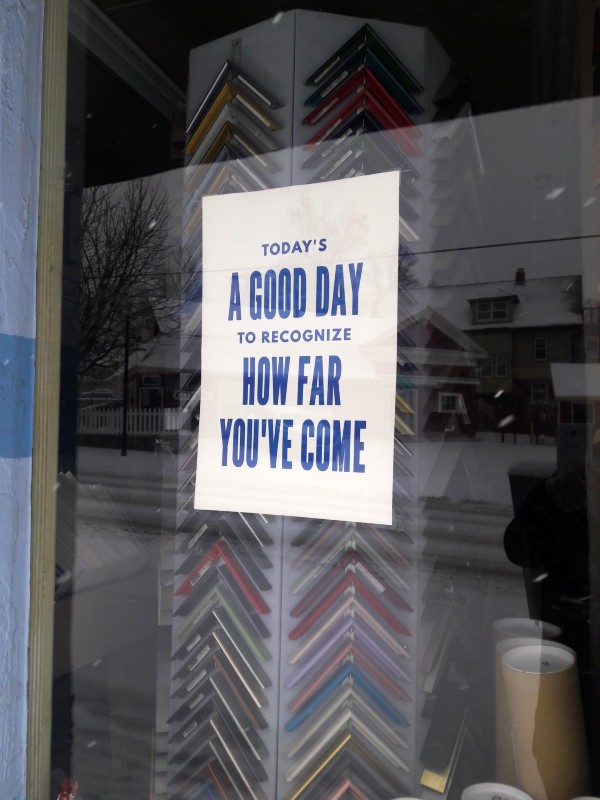 TODAY'S
A GOOD DAY
TO RECOGNIZE
HOW FAR
YOU'VE COME